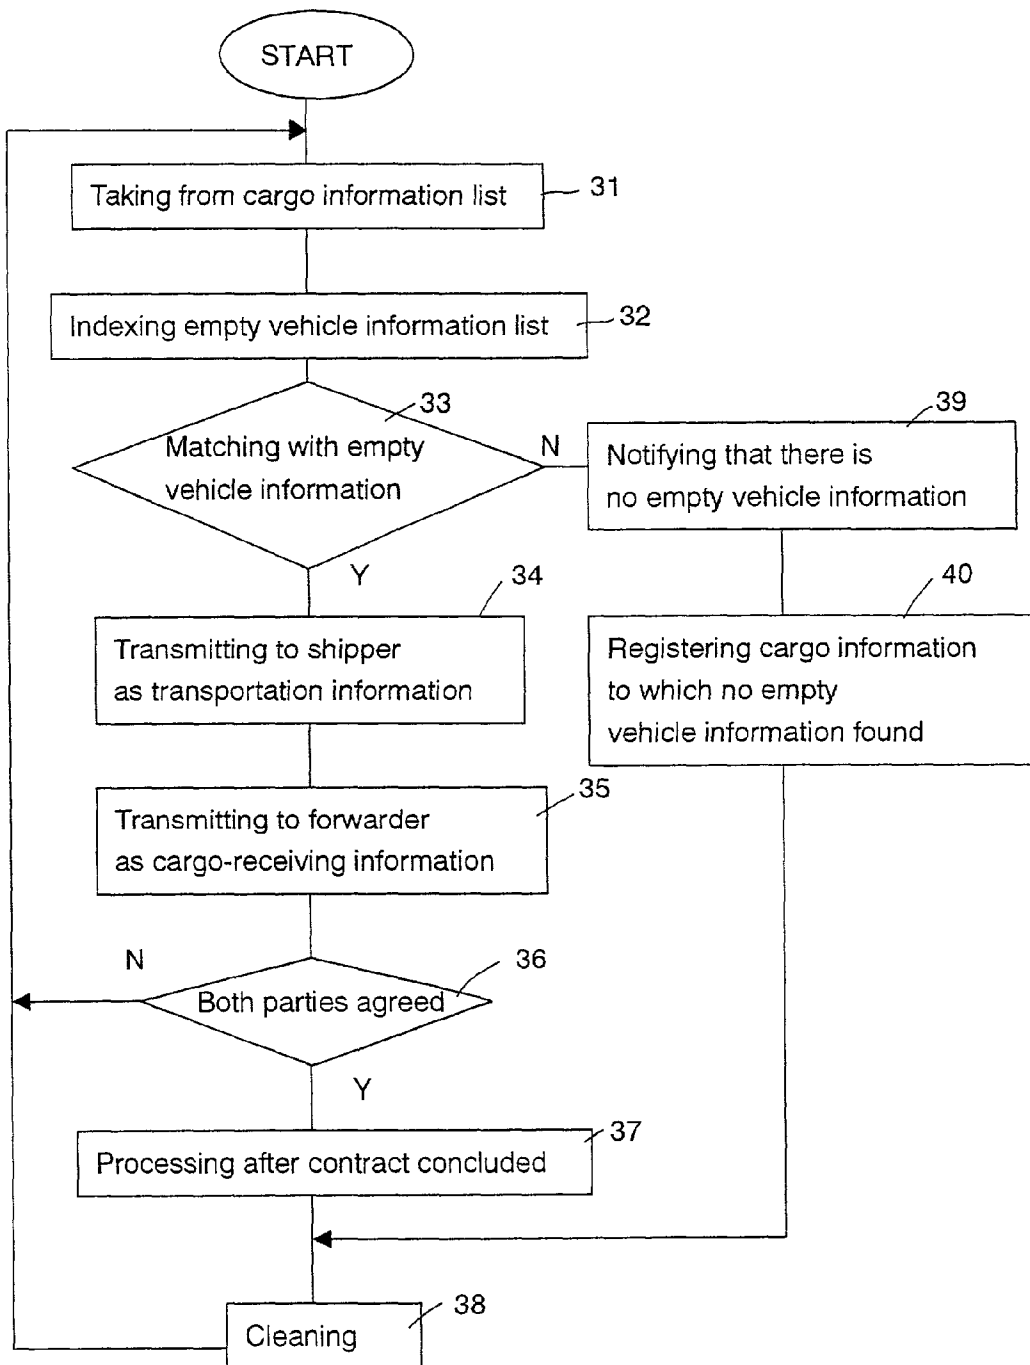 START
Taking from cargo information list
31
Indexing empty vehicle information list
32
33
Matching with empty
vehicle information
N
39
Notifying that there is
no empty vehicle information
Y
34
Transmitting to shipper
as transportation information
40
Registering cargo information
to which no empty
vehicle information found
35
Transmitting to forwarder
as cargo-receiving information
N
36
Both parties agreed
Y
37
Processing after contract concluded
38
Cleaning